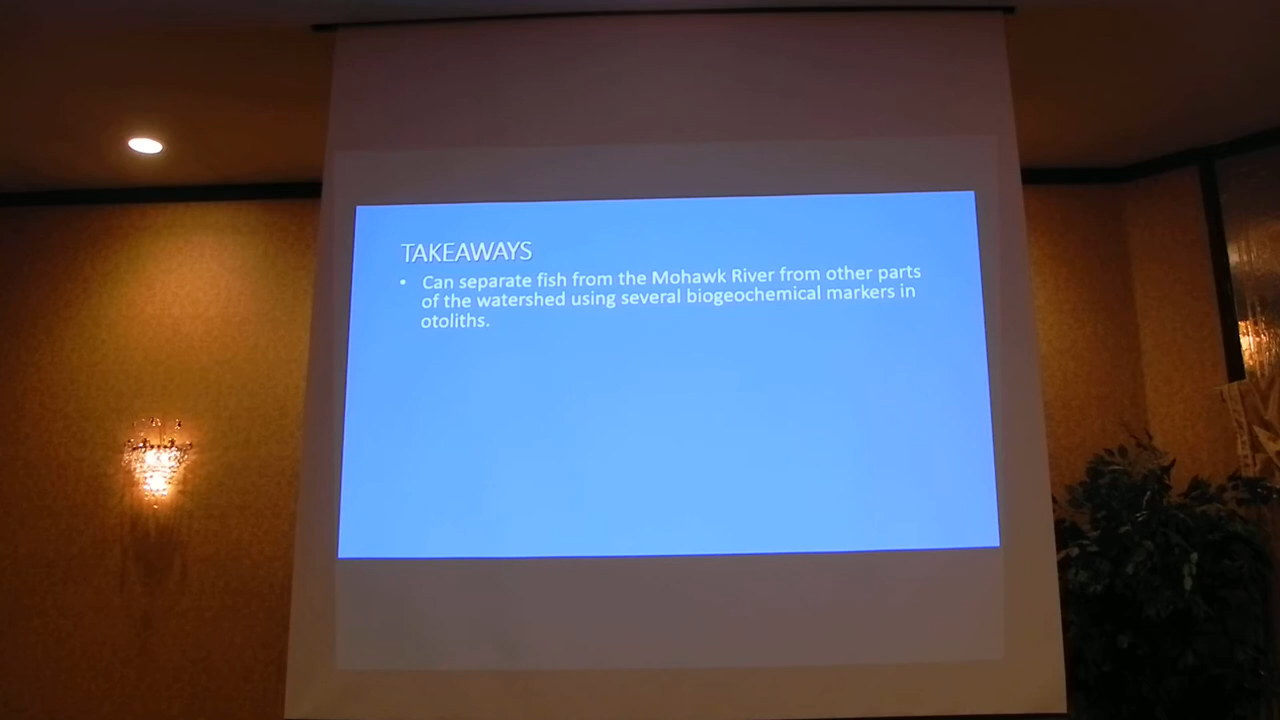 TAKEAWAYS
• Can separate fish from the Mohawk River from other parts
of the watershed using several biogeochemical markers in
otoliths.